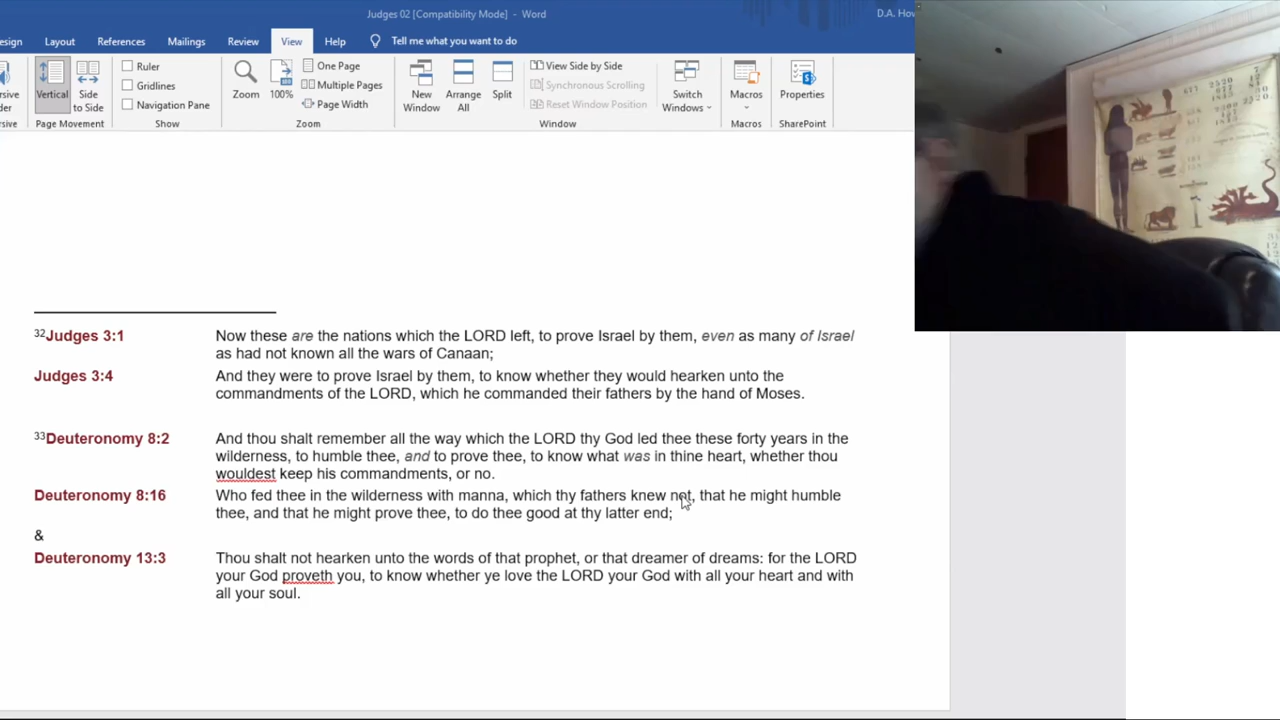 Judges 02 [Compatibility Mode] - Word
D.A. How
esign Layout References Mailings Review View Help Tell me what you want to do
Vertical
Side to Side
Page Movement
Ruler
Gridlines
Navigation Pane
Show
Zoom
100%
One Page
Multiple Pages
Page Width
Zoom
New Window
Arrange All
Split
View Side by Side
Synchronous Scrolling
Reset Window Position
Switch Windows
Window
Macros
Macros
Properties
SharePoint
32Judges 3:1 Now these are the nations which the LORD left, to prove Israel by them, even as many of Israel
as had not known all the wars of Canaan;
Judges 3:4 And they were to prove Israel by them, to know whether they would hearken unto the
commandments of the LORD, which he commanded their fathers by the hand of Moses.
33Deuteronomy 8:2 And thou shalt remember all the way which the LORD thy God led thee these forty years in the
wilderness, to humble thee, and to prove thee, to know what was in thine heart, whether thou
wouldest keep his commandments, or no.
Deuteronomy 8:16 Who fed thee in the wilderness with manna, which thy fathers knew not, that he might humble
thee, and that he might prove thee, to do thee good at thy latter end;
&
Deuteronomy 13:3 Thou shalt not hearken unto the words of that prophet, or that dreamer of dreams: for the LORD
your God proveth you, to know whether ye love the LORD your God with all your heart and with
all your soul.